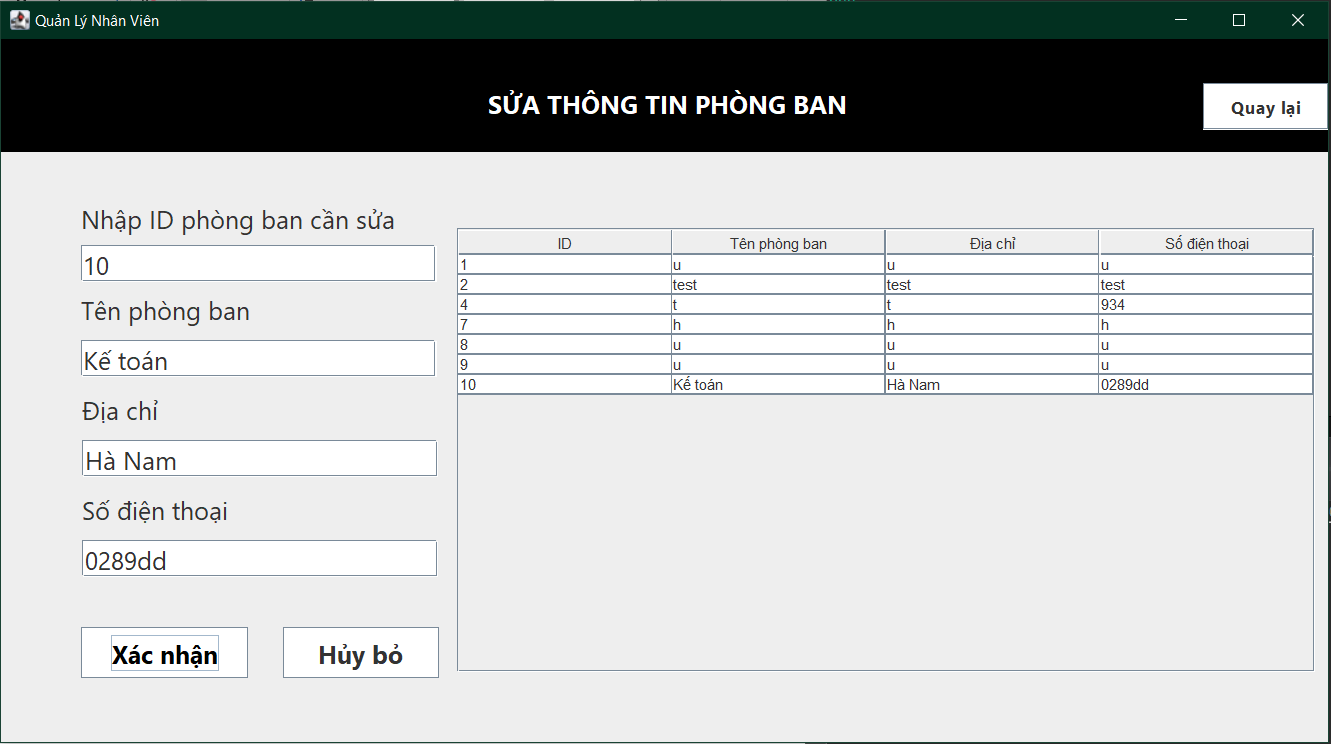 Quản Lý Nhân Viên
SỬA THÔNG TIN PHÒNG BAN
Quay lại
Nhập ID phòng ban cần sửa
10
Tên phòng ban
Kế toán
Địa chỉ
Hà Nam
Số điện thoại
0289dd
Xác nhận Hủy bỏ
ID Tên phòng ban Địa chỉ Số điện thoại
1 u u u
2 test test test
4 t t 934
7 h h h
8 u u u
9 u u u
10 Kế toán Hà Nam 0289dd